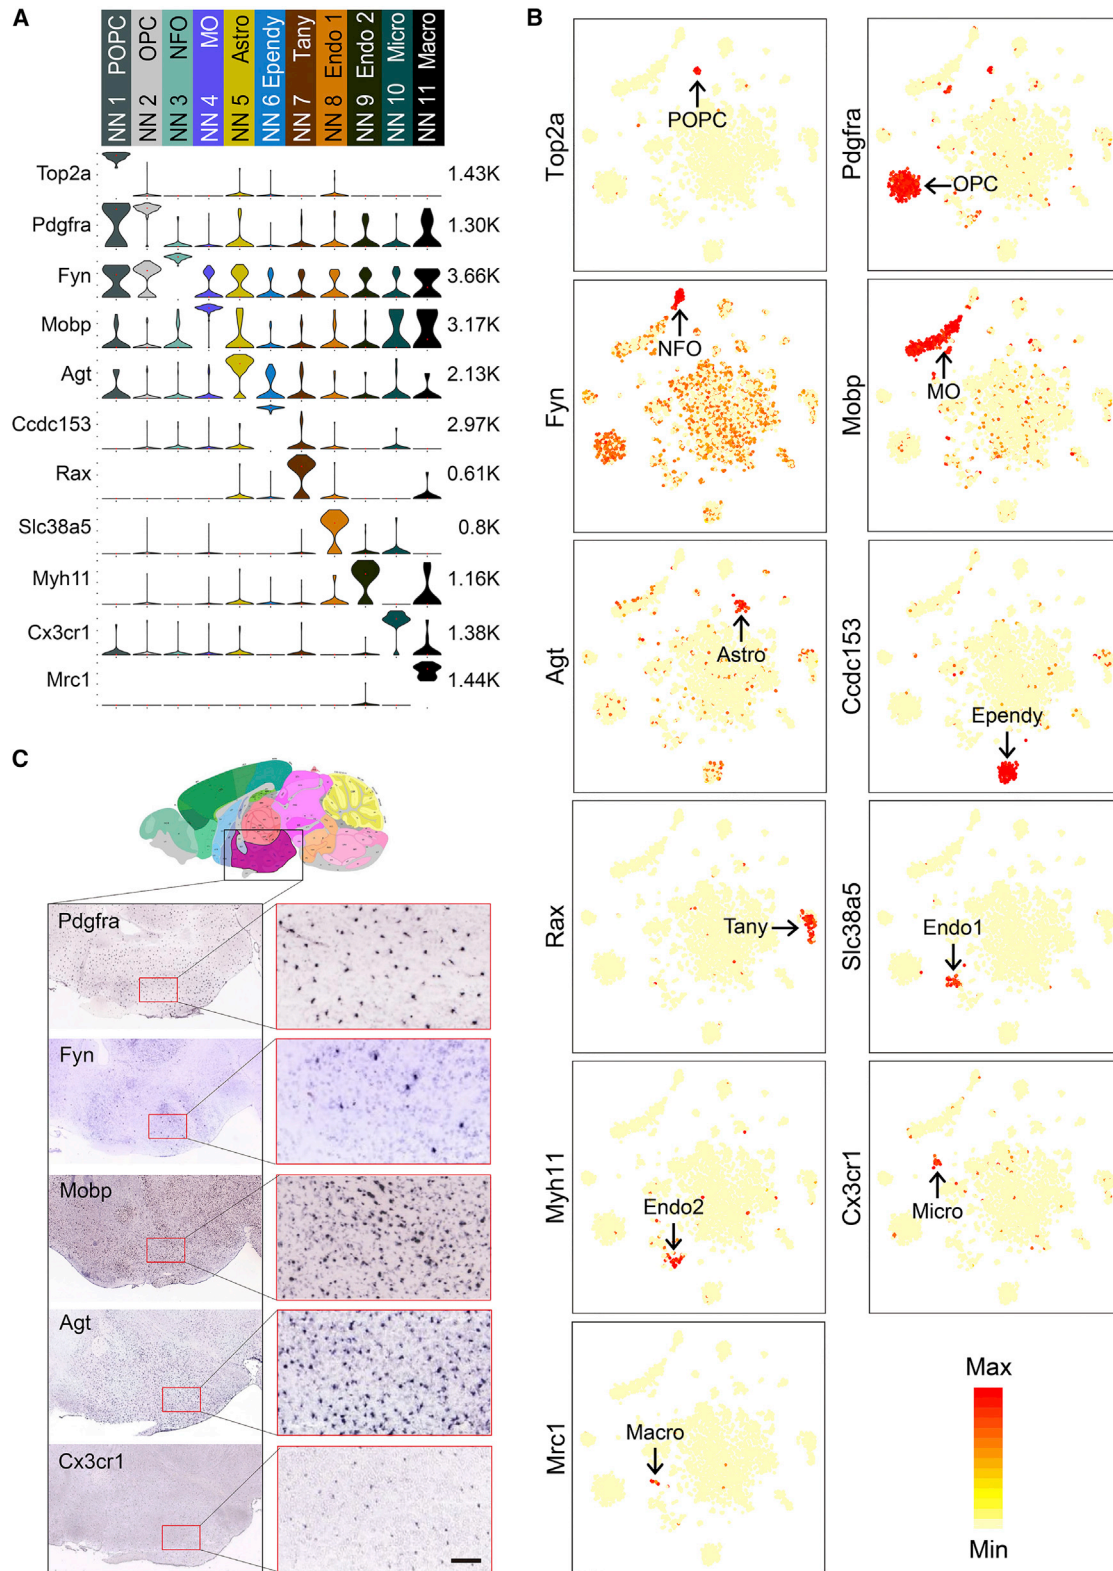 A
NN 1 POPC
NN 2 OPC
NN 3 NFO
NN 4 MO
NN 5 Astro
NN 6 Ependy
NN 7 Tany
NN 8 Endo 1
NN 9 Endo 2
NN 10 Micro
NN 11 Macro
Top2a 1.43K
Pdgfra 1.30K
Fyn 3.66K
Mobp 3.17K
Agt 2.13K
Ccdc153 2.97K
Rax 0.61K
Slc38a5 0.8K
Myh11 1.16K
Cx3cr1 1.38K
Mrc1 1.44K
B
Top2a
POPC
Pdgfra
OPC
Fyn
NFO
Mobp
MO
Agt
Astro
Ccdc153
Ependy
Rax
Tany
Slc38a5
Endo1
Myh11
Endo2
Cx3cr1
Micro
Mrc1
Macro
Max
Min
C
Pdgfra
Fyn
Mobp
Agt
Cx3cr1